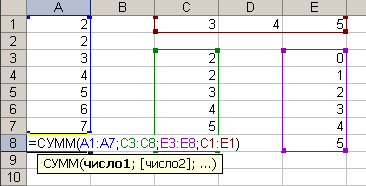 A B C D E
1 2 3 4 5
2 2
3 3 2 0
4 4 2 1
5 5 3 2
6 6 4 3
7 7 5 4
8 =СУММ(A1:A7;C3:C8;E3:E8;C1:E1) 5
9 СУММ(число1; [число2]; ...)
10